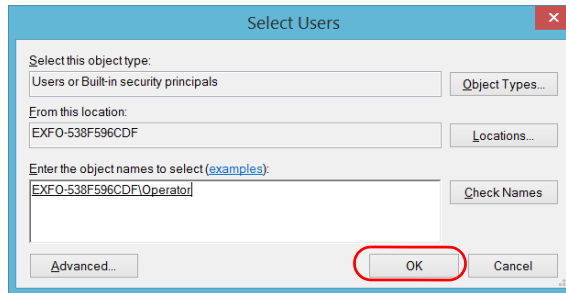 Select Users
Select this object type:
Users or Built-in security principals
Object Types...
From this location:
EXFO-538F596CDF
Locations...
Enter the object names to select (examples):
EXFO-538F596CDF\Operator
Check Names
Advanced...
OK
Cancel